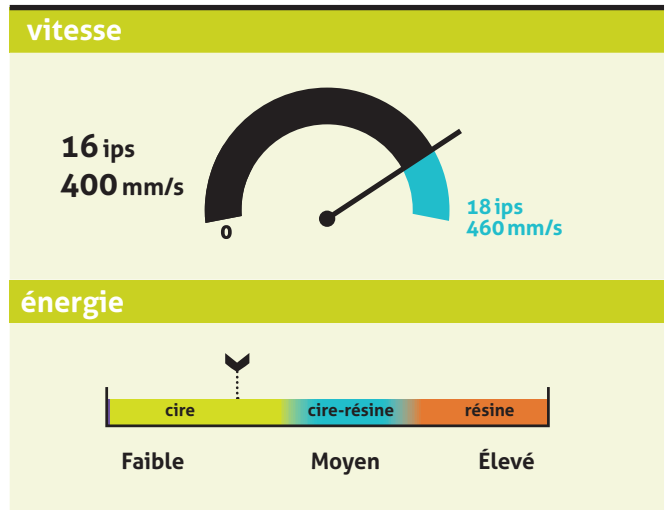 vitesse
16 ips
400 mm/s
0
18 ips
460 mm/s
énergie
cire cire-résine résine
Faible Moyen Élevé